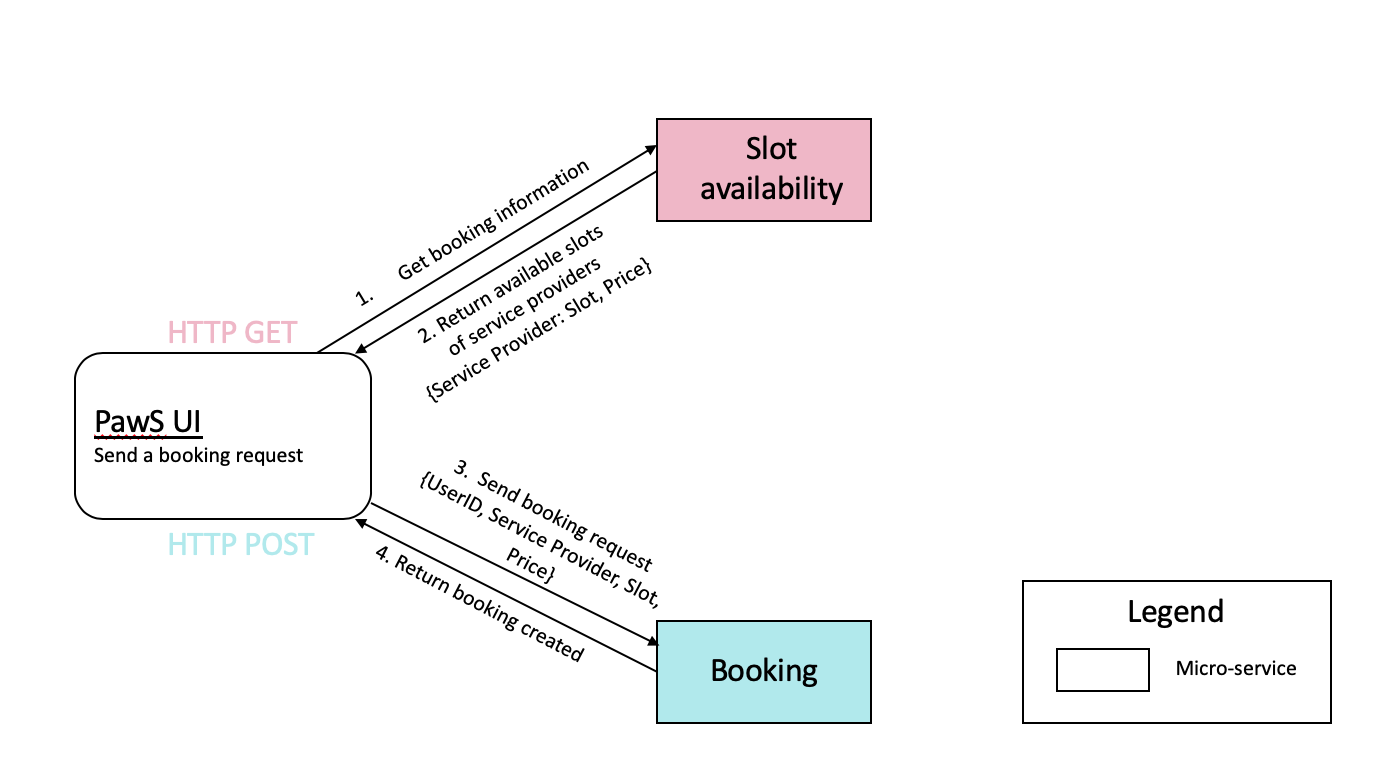 Slot
availability
1. Get booking information
2. Return available slots
of service providers
{Service Provider: Slot, Price}
HTTP GET
PawS UI
Send a booking request
HTTP POST
3. Send booking request
{UserID, Service Provider, Slot,
Price}
4. Return booking created
Booking
Legend
Micro-service